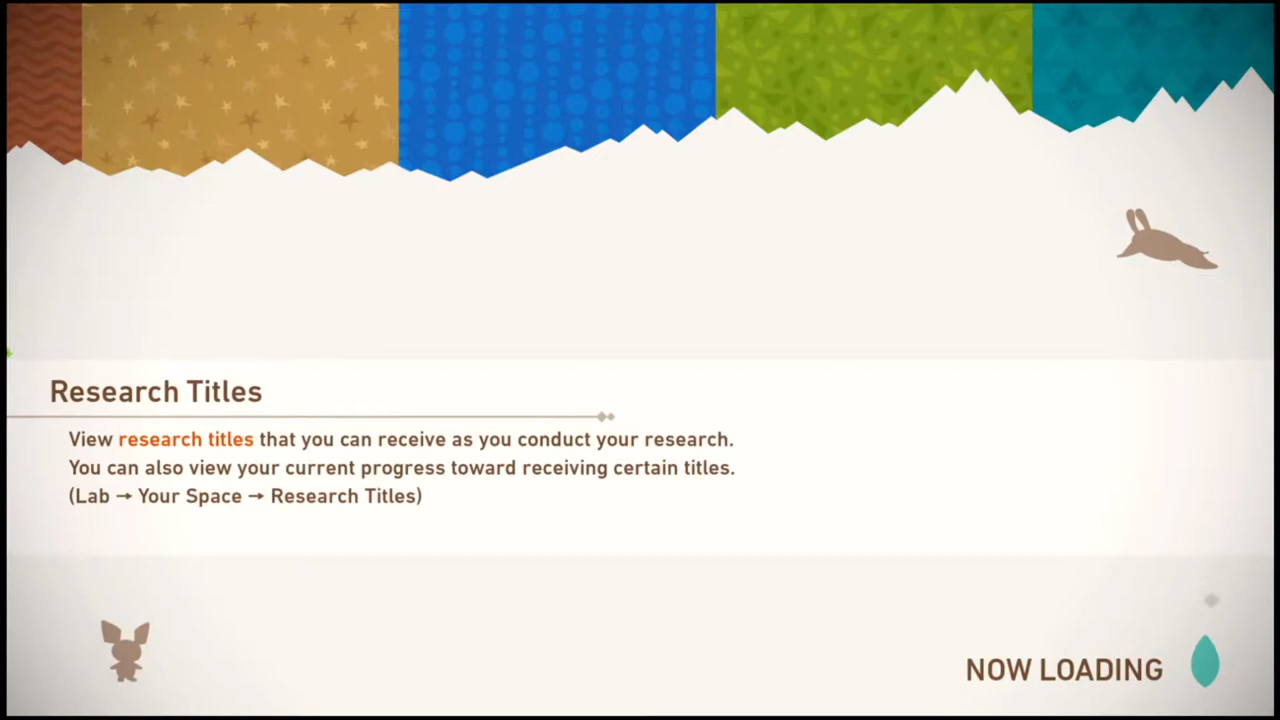 Research Titles
View research titles that you can receive as you conduct your research.
You can also view your current progress toward receiving certain titles.
(Lab → Your Space → Research Titles)
NOW LOADING